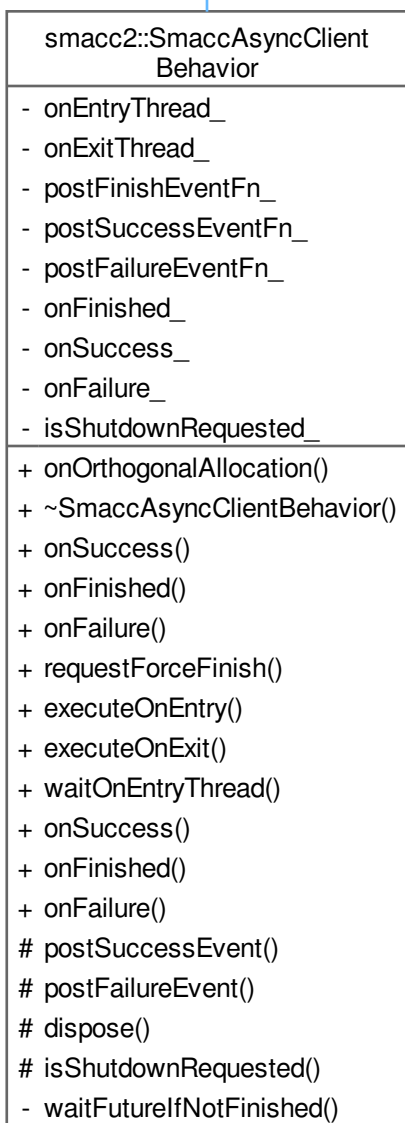 smacc2::SmaccAsyncClient
Behavior
- onEntryThread_
- onExitThread_
- postFinishEventFn_
- postSuccessEventFn_
- postFailureEventFn_
- onFinished_
- onSuccess_
- onFailure_
- isShutdownRequested_
+ onOrthogonalAllocation()
+ ~SmaccAsyncClientBehavior()
+ onSuccess()
+ onFinished()
+ onFailure()
+ requestForceFinish()
+ executeOnEntry()
+ executeOnExit()
+ waitOnEntryThread()
+ onSuccess()
+ onFinished()
+ onFailure()
# postSuccessEvent()
# postFailureEvent()
# dispose()
# isShutdownRequested()
- waitFutureIfNotFinished()